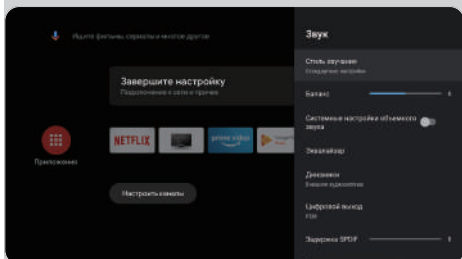 Ищите фильмы, сериалы и многое другое
Завершите настройку
Подключение к сети и прочее
NETFLIX
prime video
Приложения
Настроить каналы
Звук
Стиль звучания
Стандартные настройки
Баланс
Системные настройки объемного
звука
Эквалайзер
Динамики
Цифровой выход
PCM
Задержка SPDIF